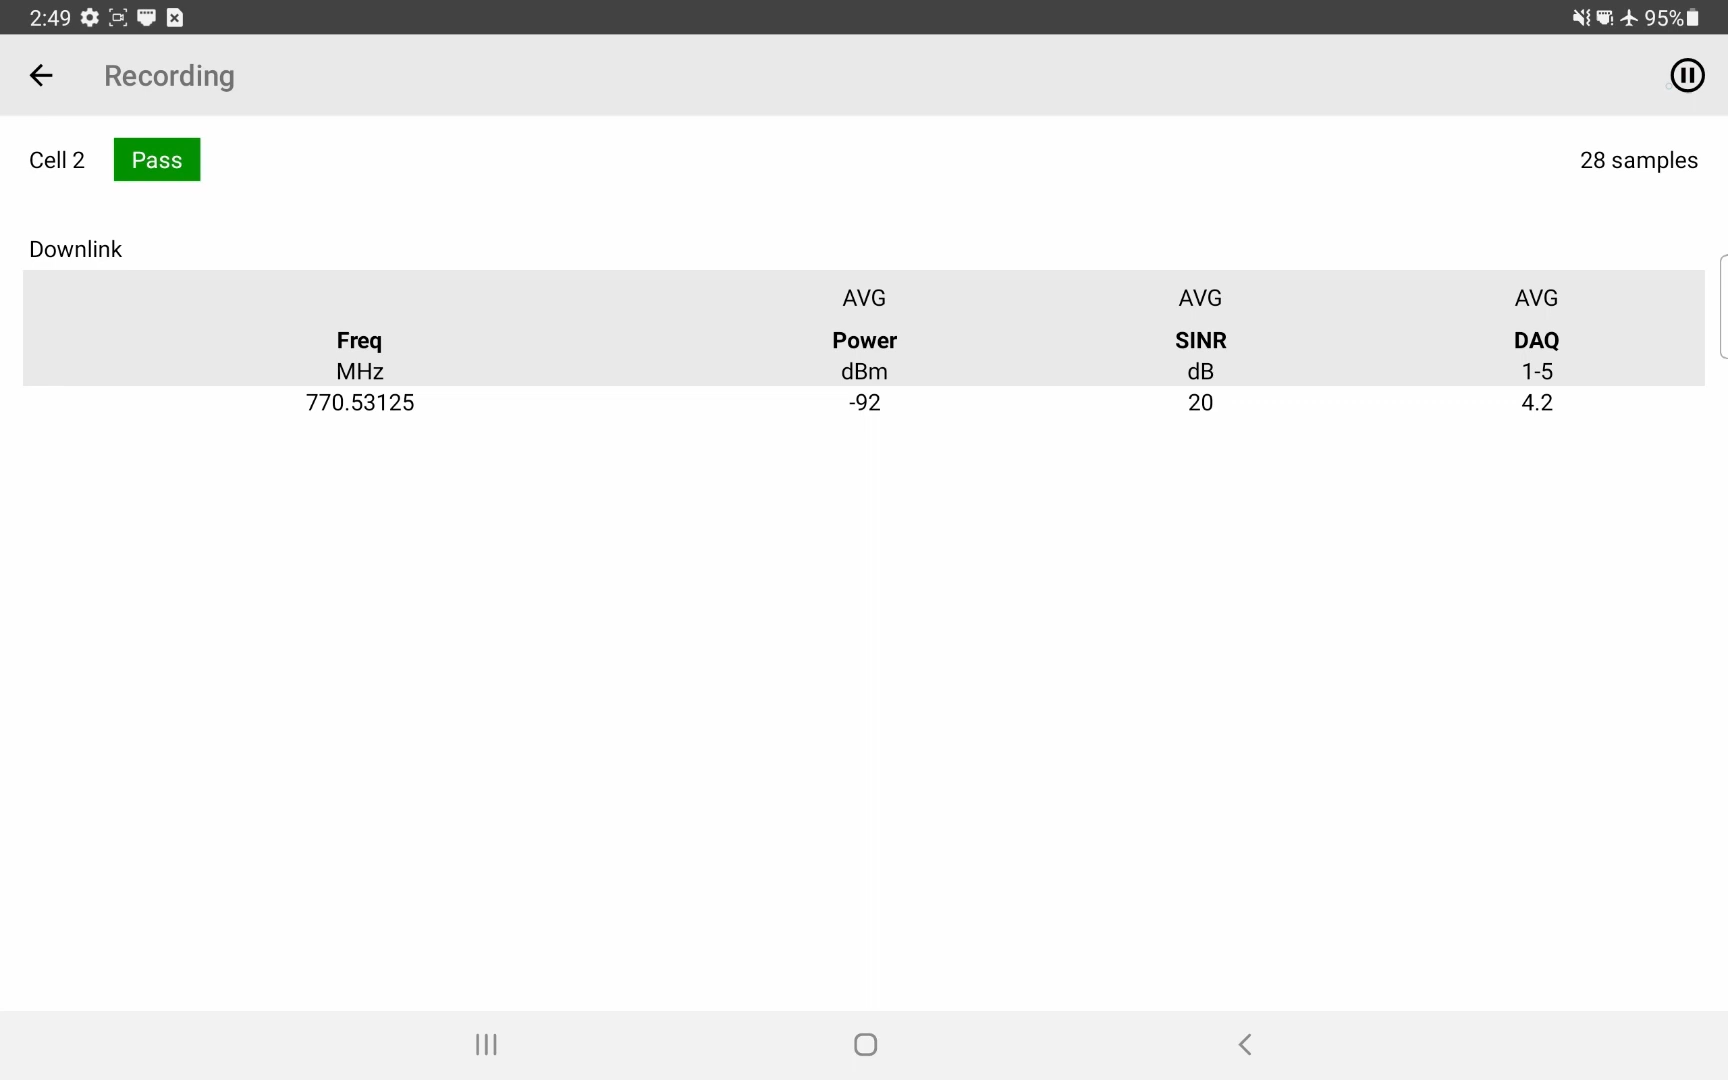 2:49 95%
Recording
Cell 2 Pass 28 samples
Downlink
AVG AVG AVG
Freq Power SINR DAQ
MHz dBm dB 1-5
770.53125 -92 20 4.2